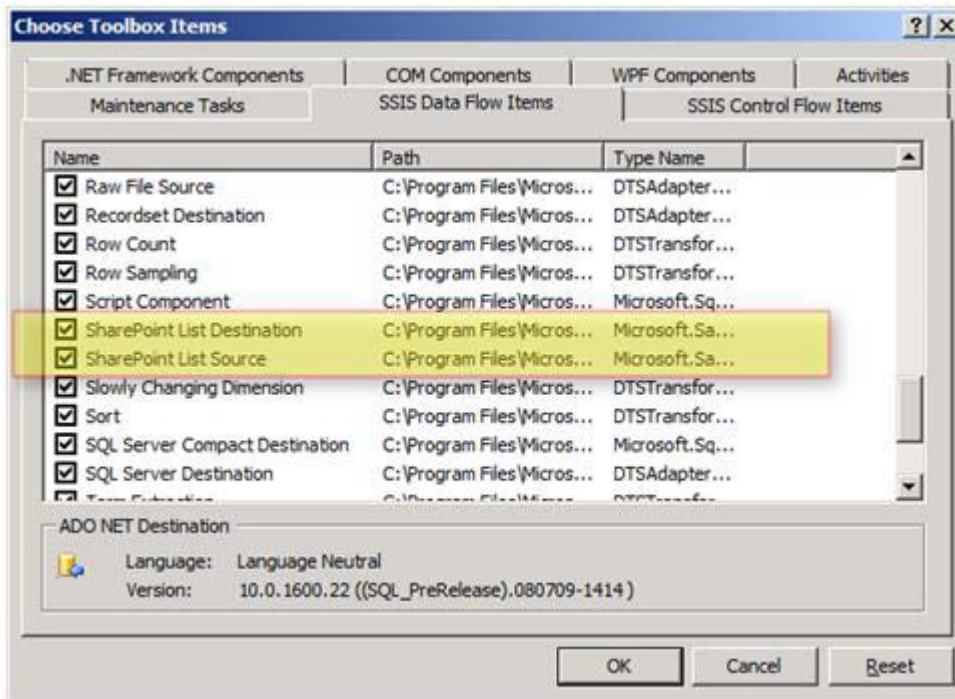 Choose Toolbox Items
.NET Framework Components COM Components WPF Components Activities
Maintenance Tasks SSIS Data Flow Items SSIS Control Flow Items
Name Path Type Name
Raw File Source C:\Program Files\Micros... DTSAdapter...
Recordset Destination C:\Program Files\Micros... DTSAdapter...
Row Count C:\Program Files\Micros... DTSTransfor...
Row Sampling C:\Program Files\Micros... DTSTransfor...
Script Component C:\Program Files\Micros... Microsoft.Sq...
SharePoint List Destination C:\Program Files\Micros... Microsoft.Sa...
SharePoint List Source C:\Program Files\Micros... Microsoft.Sa...
Slowly Changing Dimension C:\Program Files\Micros... DTSTransfor...
Sort C:\Program Files\Micros... DTSTransfor...
SQL Server Compact Destination C:\Program Files\Micros... Microsoft.Sq...
SQL Server Destination C:\Program Files\Micros... DTSAdapter...
ADO NET Destination
Language: Language Neutral
Version: 10.0.1600.22 ((SQL_PreRelease).080709-1414 )
OK Cancel Reset